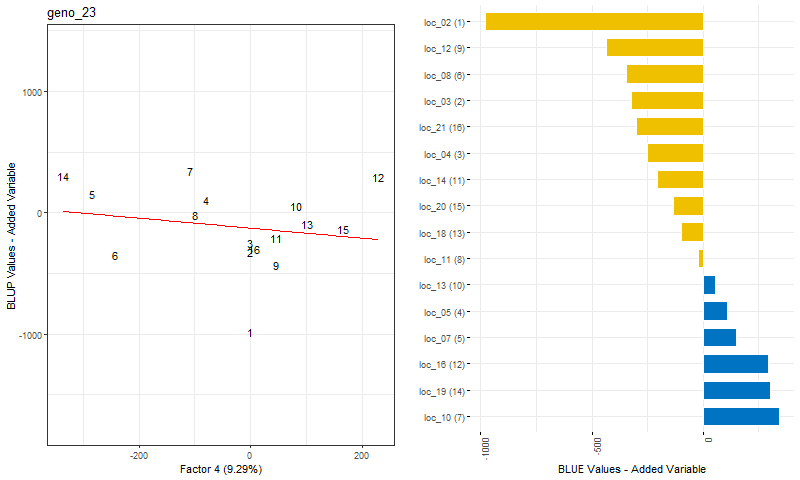 geno_23
BLUP Values - Added Variable
1000
0
-1000
14
5
6
7
4
8
12
10
13
15
11
3
2
16
9
1
-200
0
200
Factor 4 (9.29%)
loc_02 (1)
loc_12 (9)
loc_08 (6)
loc_03 (2)
loc_21 (16)
loc_04 (3)
loc_14 (11)
loc_20 (15)
loc_18 (13)
loc_11 (8)
loc_13 (10)
loc_05 (4)
loc_07 (5)
loc_16 (12)
loc_19 (14)
loc_10 (7)
-1000
-500
0
BLUE Values - Added Variable